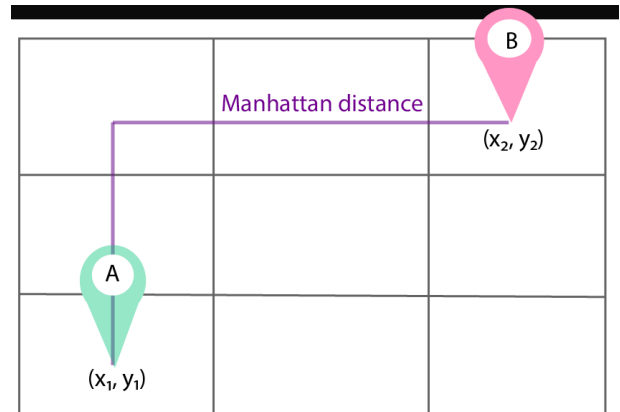 B
Manhattan distance
(x₂, y₂)
A
(x₁, y₁)